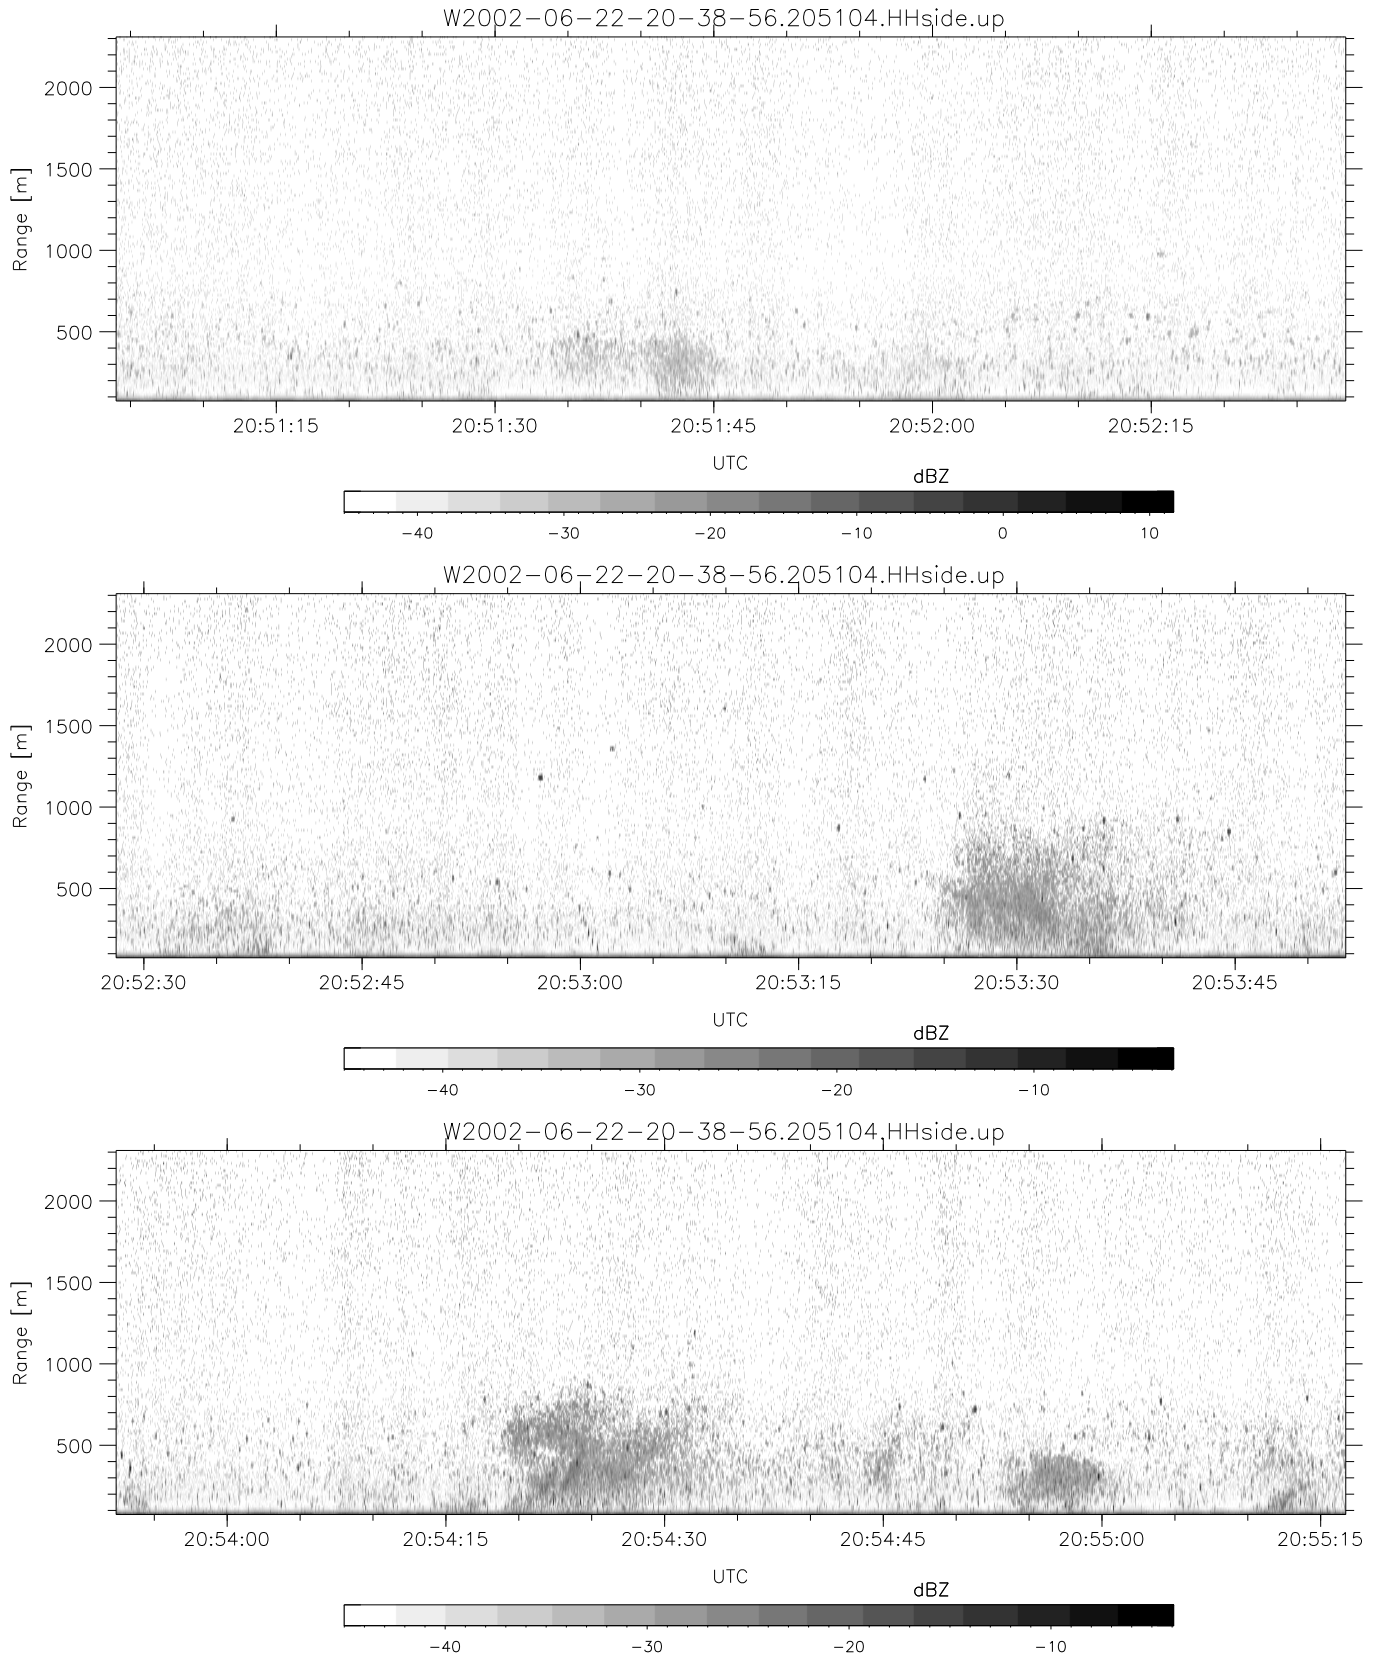 W2002-06-22-20-38-56.205104.HHside.up
2000
1500
1000
500
Range [m]
20:51:15 20:51:30 20:51:45 20:52:00 20:52:15
UTC
dBZ
-40 -30 -20 -10 0 10
W2002-06-22-20-38-56.205104.HHside.up
2000
1500
1000
500
Range [m]
20:52:30 20:52:45 20:53:00 20:53:15 20:53:30 20:53:45
UTC
dBZ
-40 -30 -20 -10
W2002-06-22-20-38-56.205104.HHside.up
2000
1500
1000
500
Range [m]
20:54:00 20:54:15 20:54:30 20:54:45 20:55:00 20:55:15
UTC
dBZ
-40 -30 -20 -10